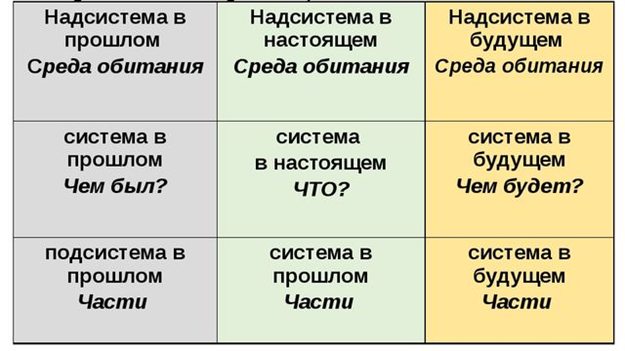 Надсистема в
прошлом
Среда обитания
Надсистема в
настоящем
Среда обитания
Надсистема в
будущем
Среда обитания
система в
прошлом
Чем был?
система
в настоящем
ЧТО?
система в
будущем
Чем будет?
подсистема в
прошлом
Части
система в
прошлом
Части
система в
будущем
Части